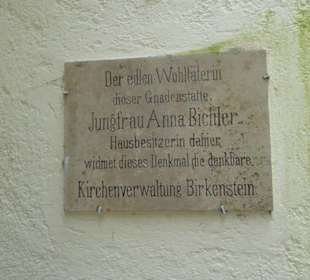 Der edlen Wohltäterin
dieser Gnadenstätte,
Jungfrau Anna Bichler
Hausbesitzerin dahier,
widmet dieses Denkmal die dankbare
Kirchenverwaltung Birkenstein.